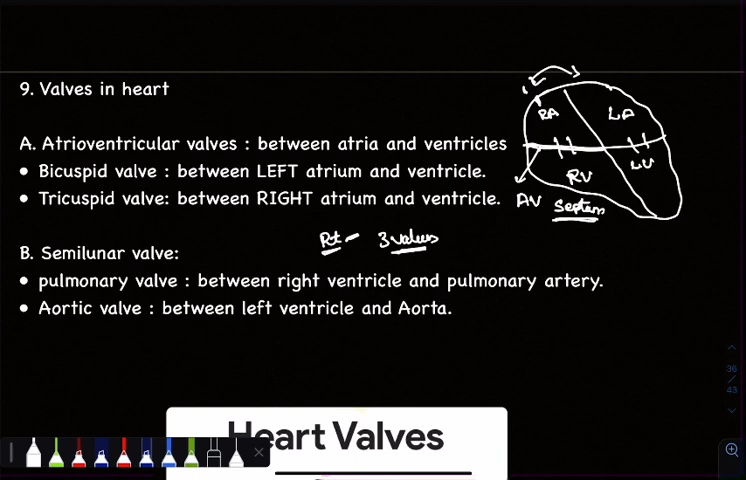 9. Valves in heart
RA
LA
A. Atrioventricular valves : between atria and ventricles
• Bicuspid valve : between LEFT atrium and ventricle.
LV
RV
• Tricuspid valve: between RIGHT atrium and ventricle.
AV
Septum
Rt - 3 valves
B. Semilunar valve:
• pulmonary valve : between right ventricle and pulmonary artery.
• Aortic valve : between left ventricle and Aorta.
36
/
43
Heart Valves